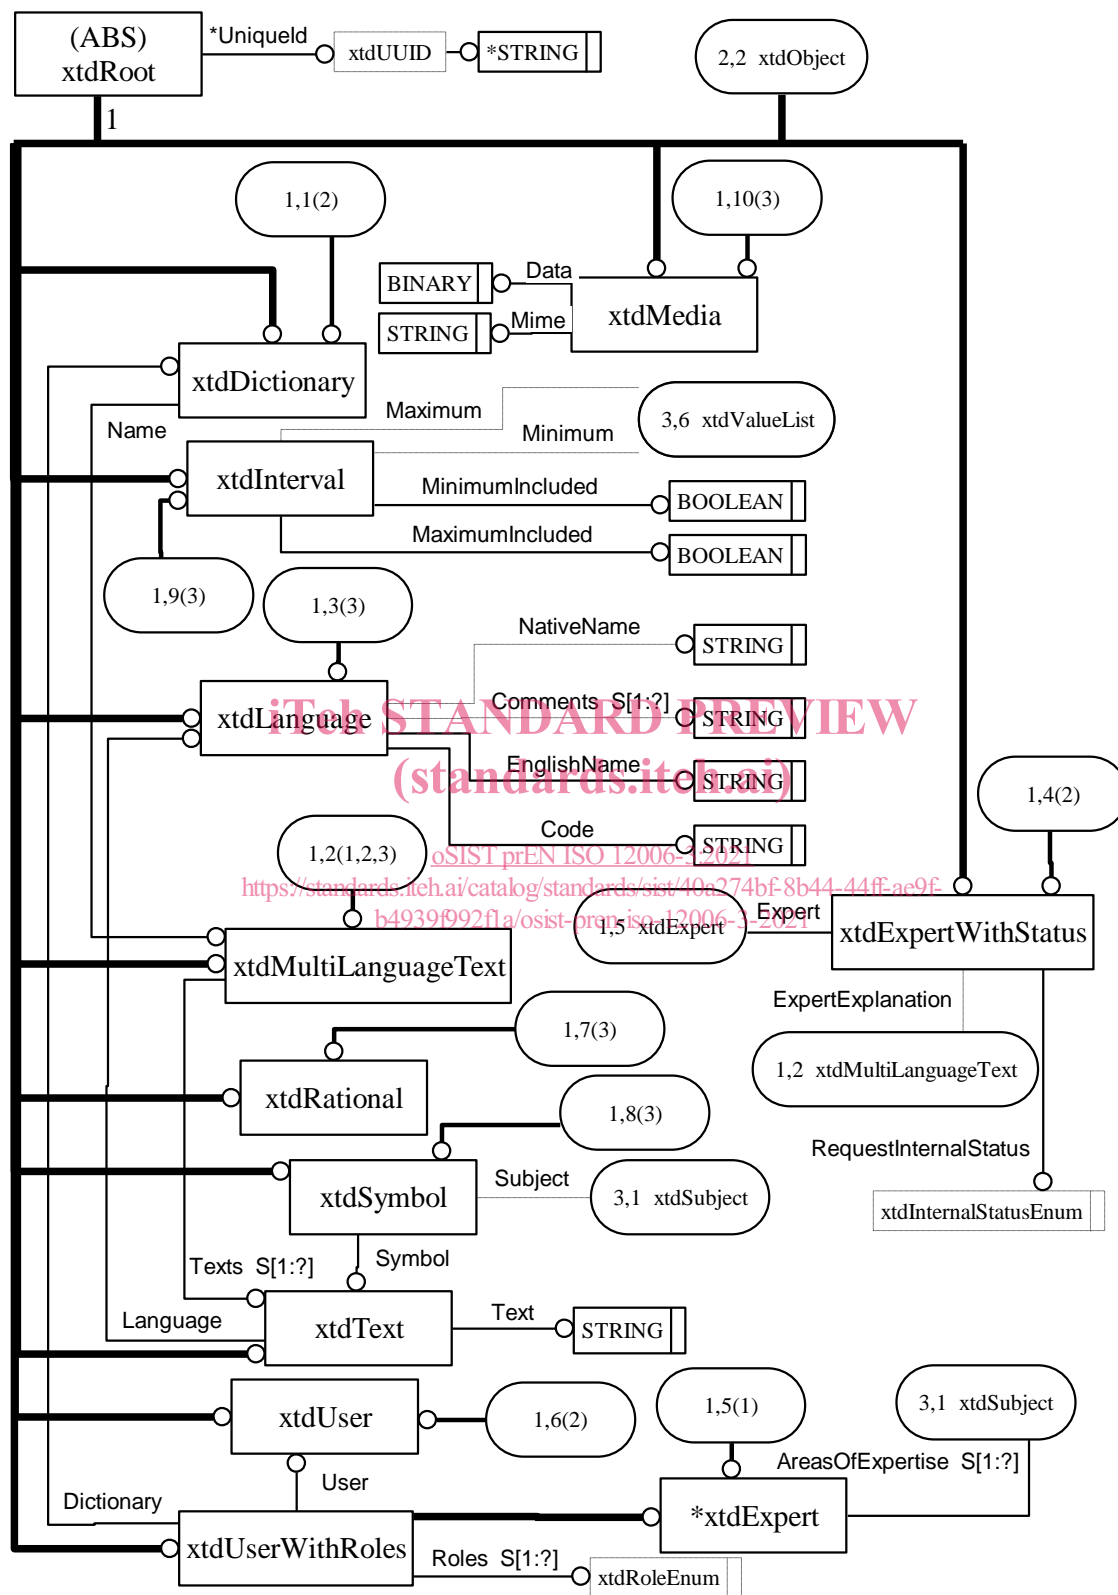 (ABS)
xtdRoot
*UniqueId
xtdUUID
*STRING
2,2 xtdObject
1
1,1(2)
1,10(3)
BINARY
Data
STRING
Mime
xtdMedia
xtdDictionary
Name
Maximum
3,6 xtdValueList
Minimum
xtdInterval
MinimumIncluded
BOOLEAN
MaximumIncluded
BOOLEAN
1,9(3)
1,3(3)
NativeName
STRING
xtdLanguage
Comments S[1:?]
STRING
iTeh STANDARD PREVIEW
EnglishName
STRING
(standards.iteh.ai)
Code
STRING
1,4(2)
1,2(1,2,3)
oSIST prEN ISO 12006-3:2021
https://standards.iteh.ai/catalog/standards/sist/40a274bf-8b44-44ff-ae9f-
b4939f992f1a/osist-pren-iso-12006-3-2021
1,5 xtdExpert
Expert
xtdExpertWithStatus
xtdMultiLanguageText
ExpertExplanation
1,7(3)
1,2 xtdMultiLanguageText
xtdRational
1,8(3)
RequestInternalStatus
xtdSymbol
Subject
3,1 xtdSubject
xtdInternalStatusEnum
Symbol
Texts S[1:?]
Language
xtdText
Text
STRING
xtdUser
1,6(2)
1,5(1)
3,1 xtdSubject
AreasOfExpertise S[1:?]
User
Dictionary
xtdUserWithRoles
*xtdExpert
Roles S[1:?]
xtdRoleEnum